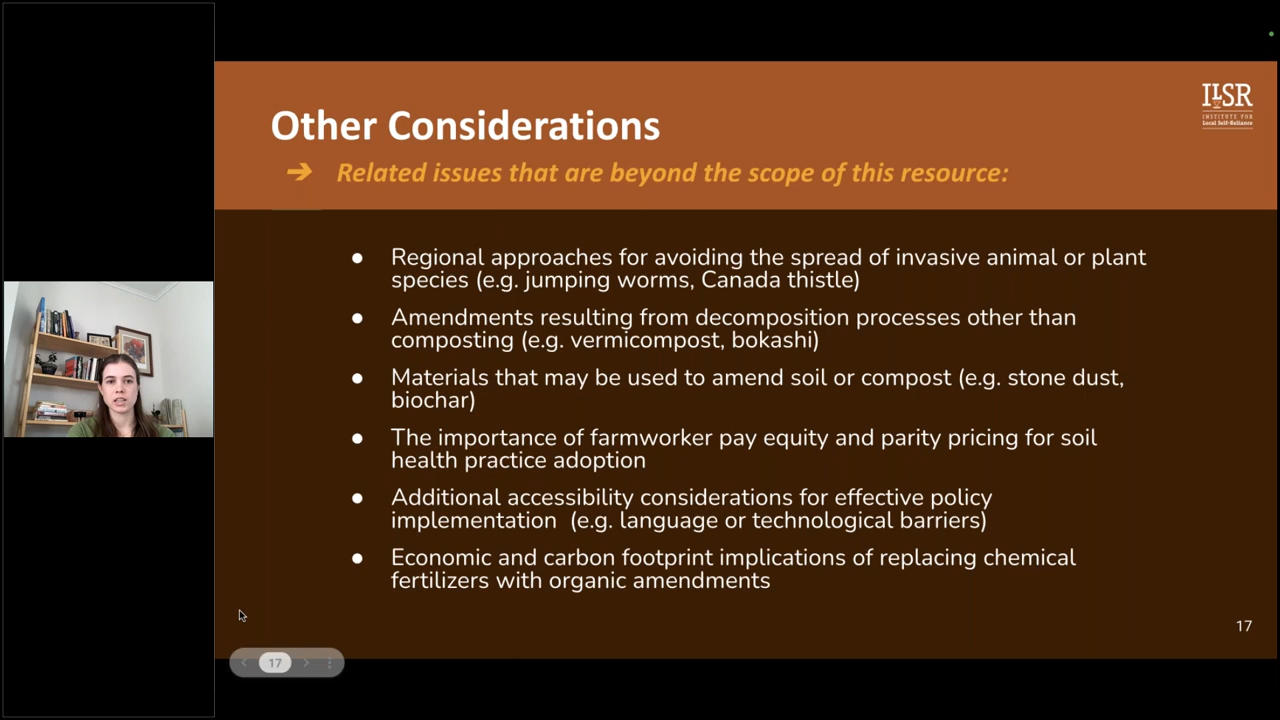 ILSR
INSTITUTE FOR
Local Self-Reliance
Other Considerations
➔ Related issues that are beyond the scope of this resource:
● Regional approaches for avoiding the spread of invasive animal or plant
species (e.g. jumping worms, Canada thistle)
● Amendments resulting from decomposition processes other than
composting (e.g. vermicompost, bokashi)
● Materials that may be used to amend soil or compost (e.g. stone dust,
biochar)
● The importance of farmworker pay equity and parity pricing for soil
health practice adoption
● Additional accessibility considerations for effective policy
implementation  (e.g. language or technological barriers)
● Economic and carbon footprint implications of replacing chemical
fertilizers with organic amendments
17
17